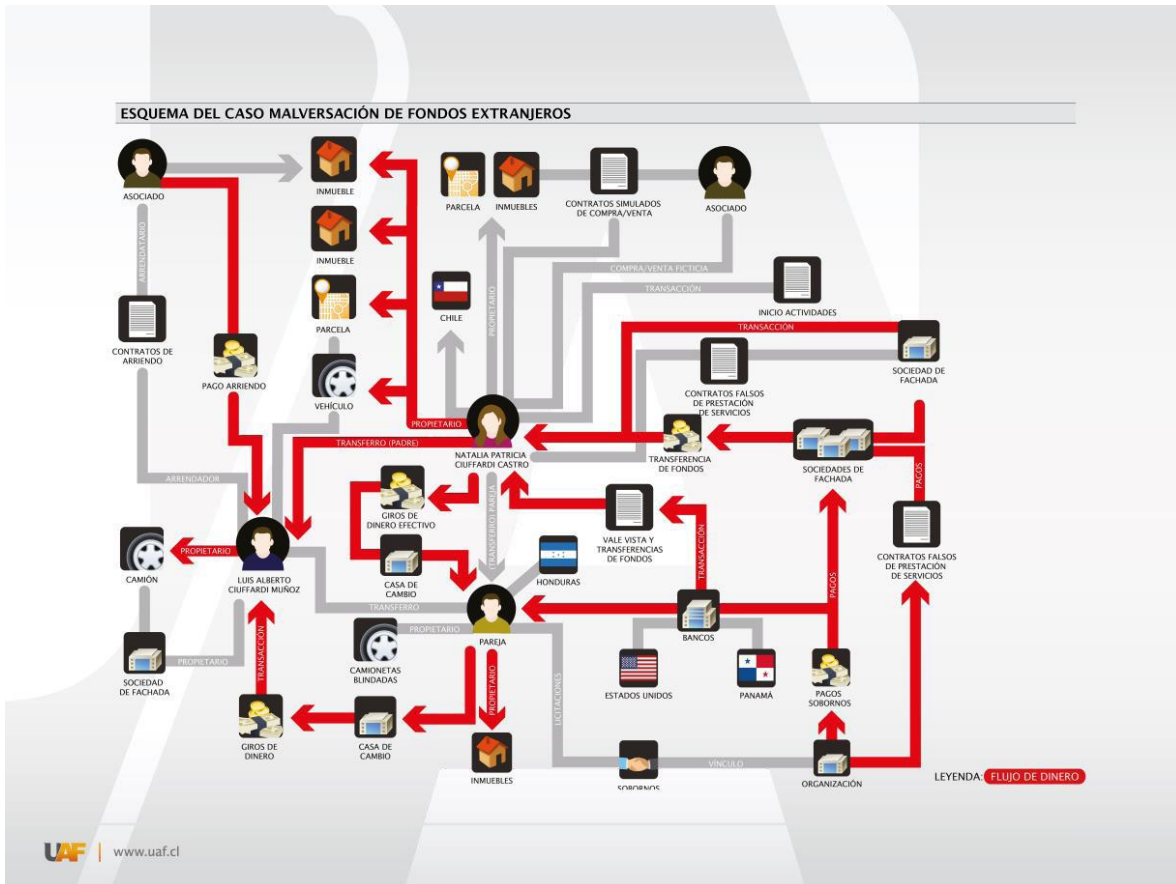 ESQUEMA DEL CASO MALVERSACIÓN DE FONDOS EXTRANJEROS
ASOCIADO
INMUEBLE
PARCELA
INMUEBLES
CONTRATOS SIMULADOS
DE COMPRA/VENTA
ASOCIADO
ARRENDATARIO
INMUEBLE
COMPRA/VENTA FICTICIA
TRANSACCIÓN
PROPIETARIO
CHILE
INICIO ACTIVIDADES
PARCELA
TRANSACCIÓN
CONTRATOS DE
ARRIENDO
PAGO ARRIENDO
SOCIEDAD DE
FACHADA
CONTRATOS FALSOS
DE PRESTACIÓN
DE SERVICIOS
VEHÍCULO
PROPIETARIO
TRANSFERRO (PADRE)
NATALIA PATRICIA
CIUFFARDI CASTRO
TRANSFERENCIA
DE FONDOS
SOCIEDADES DE
FACHADA
PAGOS
ARRENDADOR
GIROS DE
DINERO EFECTIVO
(TRANSFERRO) PAREJA
VALE VISTA Y
TRANSFERENCIAS
DE FONDOS
TRANSACCIÓN
CONTRATOS FALSOS
DE PRESTACIÓN
DE SERVICIOS
PROPIETARIO
CAMIÓN
LUIS ALBERTO
CIUFFARDI MUÑOZ
CASA DE
CAMBIO
HONDURAS
PAGOS
TRANSFERRO
PROPIETARIO
PAREJA
BANCOS
SOCIEDAD
DE FACHADA
PROPIETARIO
TRANSACCIÓN
CAMIONETAS
BLINDADAS
PROPIETARIO
LICITACIONES
ESTADOS UNIDOS
PANAMÁ
PAGOS
SOBORNOS
GIROS DE
DINERO
CASA DE
CAMBIO
INMUEBLES
SOBORNOS
VÍNCULO
ORGANIZACIÓN
LEYENDA: FLUJO DE DINERO
UAF | www.uaf.cl